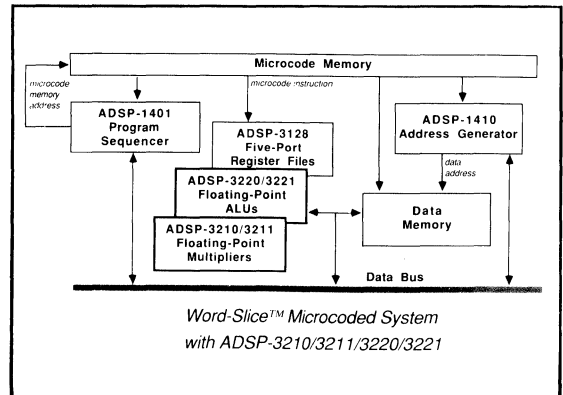 Microcode Memory
microcode
memory
address
microcode instruction
ADSP-1401
Program
Sequencer
ADSP-3128
Five-Port
Register Files
ADSP-1410
Address Generator
data
address
ADSP-3220/3221
Floating-Point
ALUs
Data
Memory
ADSP-3210/3211
Floating-Point
Multipliers
Data Bus
Word-Slice™ Microcoded System
with ADSP-3210/3211/3220/3221